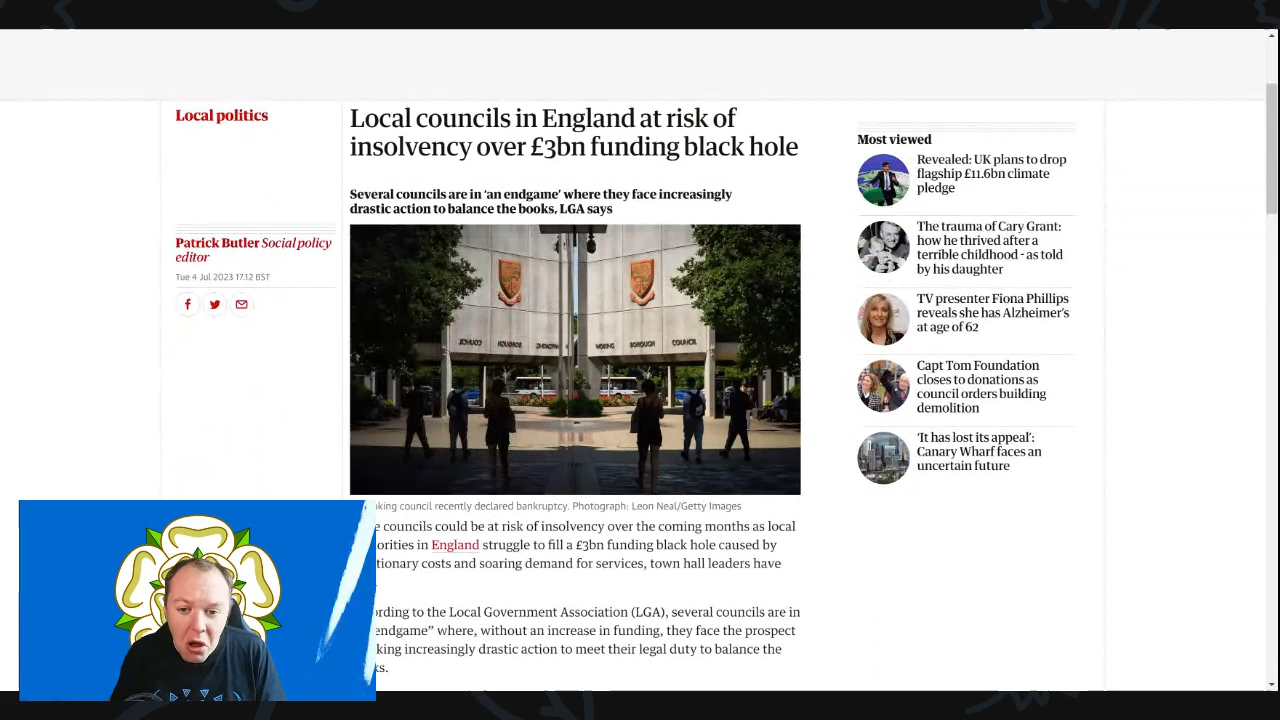 Local politics
Patrick Butler Social policy
editor
Tue 4 Jul 2023 17.12 BST
Local councils in England at risk of
insolvency over £3bn funding black hole
Several councils are in ‘an endgame’ where they face increasingly
drastic action to balance the books, LGA says
WOKING BOROUGH COUNCIL
king council recently declared bankruptcy. Photograph: Leon Neal/Getty Images
e councils could be at risk of insolvency over the coming months as local
orities in England struggle to fill a £3bn funding black hole caused by
tionary costs and soaring demand for services, town hall leaders have
ording to the Local Government Association (LGA), several councils are in
endgame” where, without an increase in funding, they face the prospect
king increasingly drastic action to meet their legal duty to balance the
ks.
Most viewed
Revealed: UK plans to drop
flagship £11.6bn climate
pledge
The trauma of Cary Grant:
how he thrived after a
terrible childhood - as told
by his daughter
TV presenter Fiona Phillips
reveals she has Alzheimer’s
at age of 62
Capt Tom Foundation
closes to donations as
council orders building
demolition
‘It has lost its appeal’:
Canary Wharf faces an
uncertain future